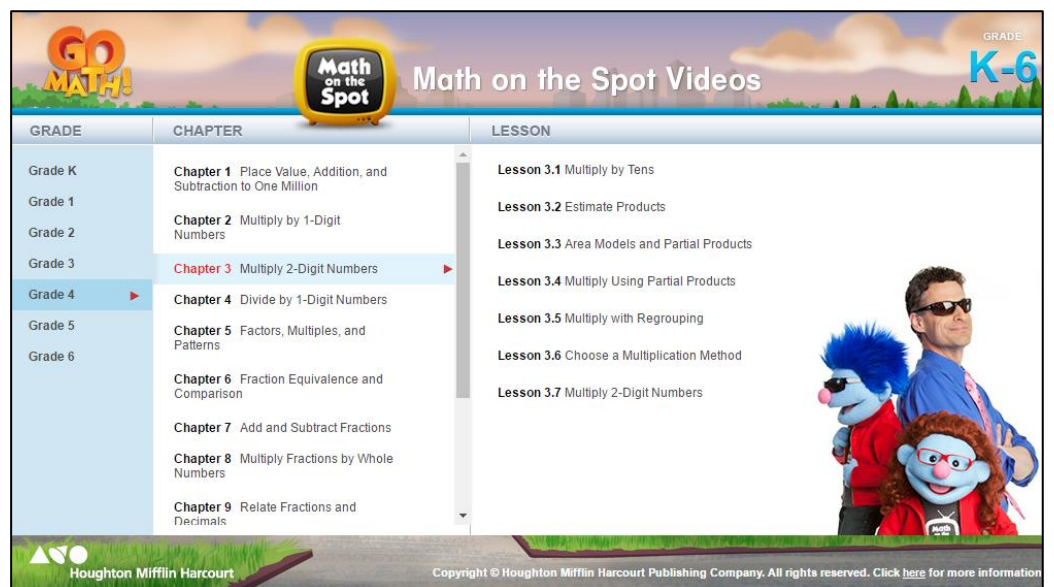 GO
MATH!
Math
on the
Spot
Math on the Spot Videos
GRADE
K-6
GRADE
CHAPTER
LESSON
Grade K
Grade 1
Grade 2
Grade 3
Grade 4
Grade 5
Grade 6
Chapter 1 Place Value, Addition, and
Subtraction to One Million
Chapter 2 Multiply by 1-Digit
Numbers
Chapter 3 Multiply 2-Digit Numbers
Chapter 4 Divide by 1-Digit Numbers
Chapter 5 Factors, Multiples, and
Patterns
Chapter 6 Fraction Equivalence and
Comparison
Chapter 7 Add and Subtract Fractions
Chapter 8 Multiply Fractions by Whole
Numbers
Chapter 9 Relate Fractions and
Decimals
Lesson 3.1 Multiply by Tens
Lesson 3.2 Estimate Products
Lesson 3.3 Area Models and Partial Products
Lesson 3.4 Multiply Using Partial Products
Lesson 3.5 Multiply with Regrouping
Lesson 3.6 Choose a Multiplication Method
Lesson 3.7 Multiply 2-Digit Numbers
Math
Houghton Mifflin Harcourt
Copyright © Houghton Mifflin Harcourt Publishing Company. All rights reserved. Click here for more information